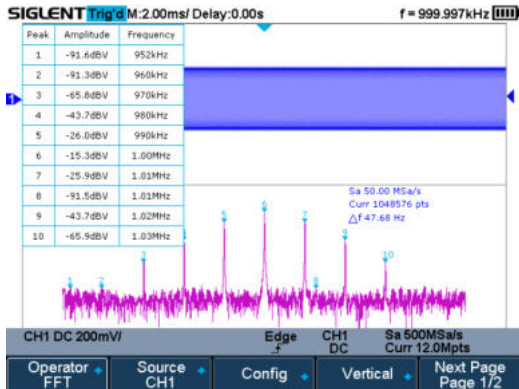 SIGLENT Trig'd M:2.00ms/ Delay:0.00s f = 999.997kHz
Peak Amplitude Frequency
1 -91.6dBV 952kHz
2 -91.3dBV 960kHz
3 -65.8dBV 970kHz
4 -43.7dBV 980kHz
5 -26.0dBV 990kHz
6 -15.3dBV 1.00MHz
7 -25.9dBV 1.01MHz
8 -91.5dBV 1.01MHz
9 -43.7dBV 1.02MHz
10 -65.9dBV 1.03MHz
1
Sa 50.00 MSa/s
Curr 1048576 pts
△f 47.68 Hz
1 2 3 5 6 7 8 9 10
CH1 DC 200mV/ Edge CH1 Sa 500MSa/s
DC Curr 12.0Mpts
Operator Source Config Vertical Next Page
FFT CH1 Page 1/2